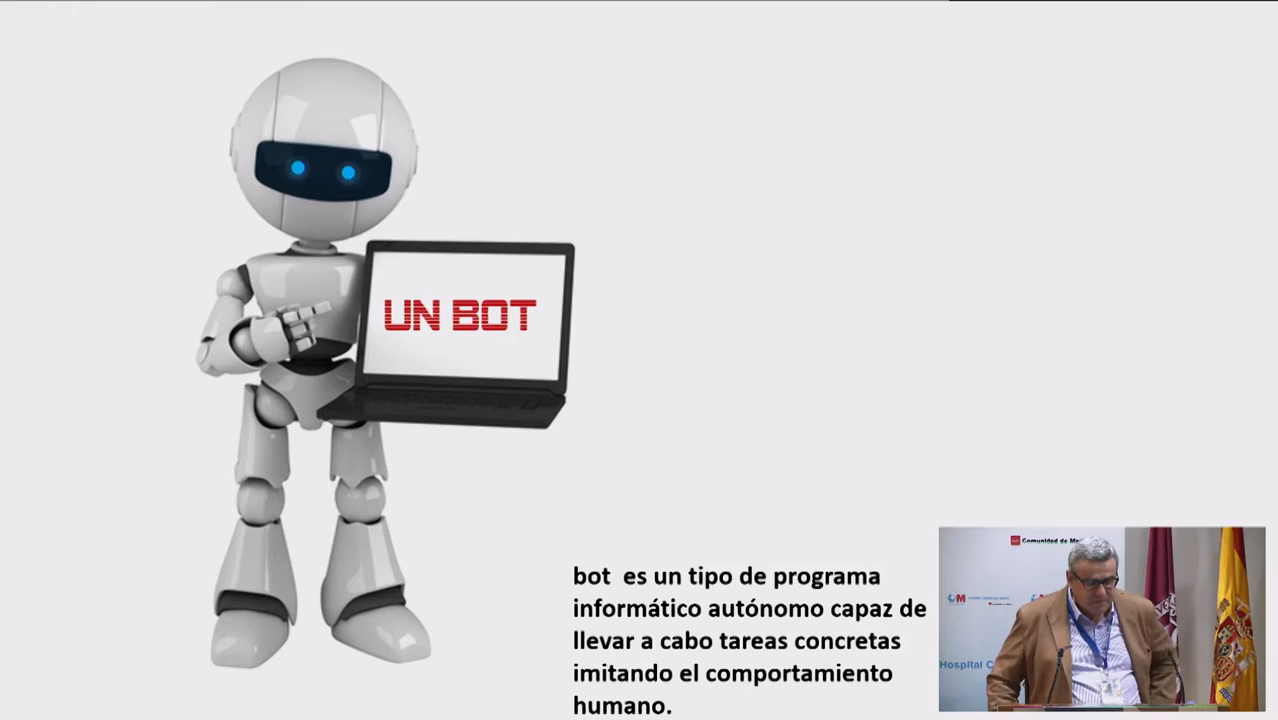 UN BOT
bot  es un tipo de programa
informático autónomo capaz de
llevar a cabo tareas concretas
imitando el comportamiento
humano.
Comunidad de
Hospital